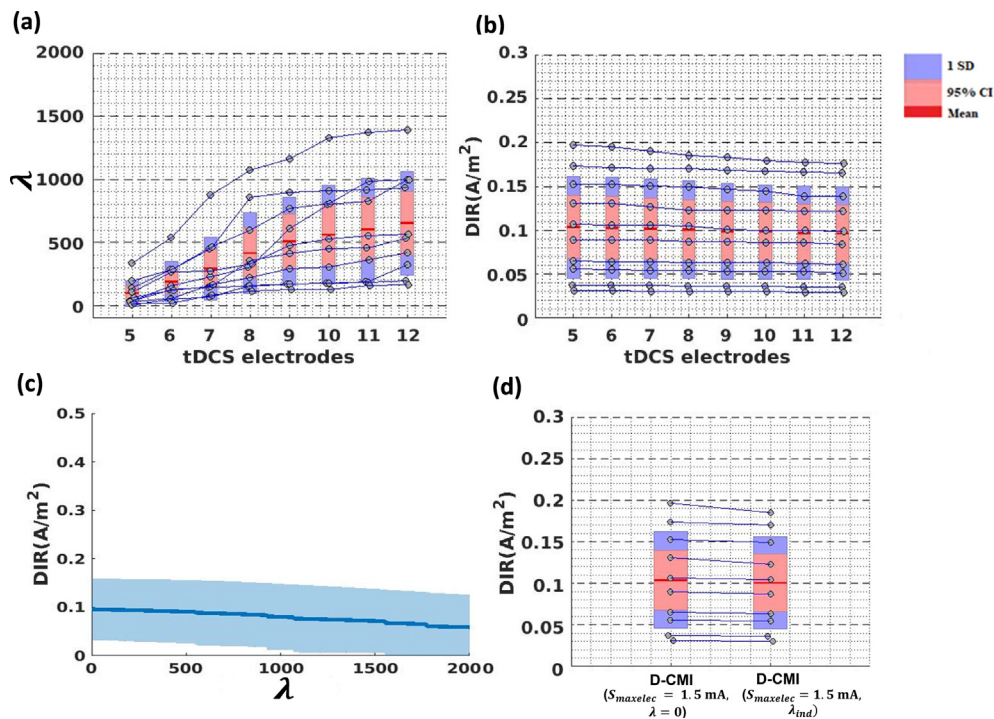 (a)
2000
1500
1000
500
0
λ
5 6 7 8 9 10 11 12
tDCS electrodes
(b)
0.3
0.25
0.2
0.15
0.1
0.05
0
DIR(A/m²)
5 6 7 8 9 10 11 12
tDCS electrodes
1 SD
95% CI
Mean
(c)
0.5
0.4
0.3
0.2
0.1
0
DIR(A/m²)
0 500 1000 1500 2000
λ
(d)
0.3
0.25
0.2
0.15
0.1
0.05
0
DIR(A/m²)
D-CMI D-CMI
(S_maxelec = 1.5 mA, (S_maxelec = 1.5 mA,
λ = 0) λ_ind)